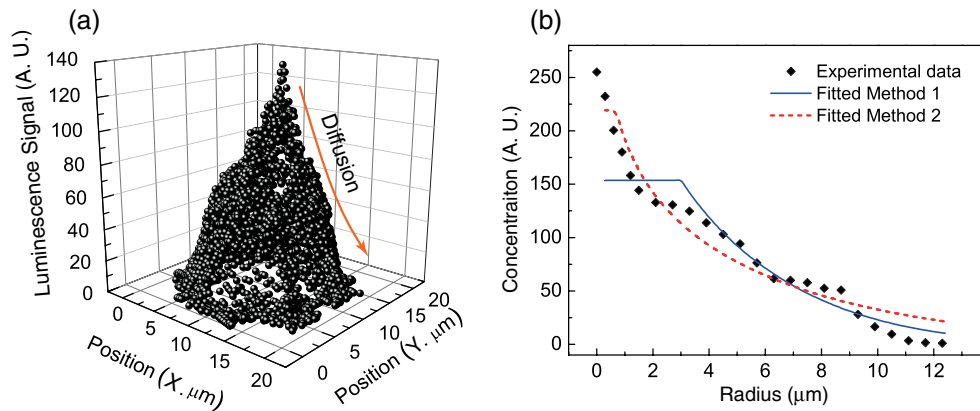 (a)
Luminescence Signal (A. U.)
140
120
100
80
60
40
20
0
Diffusion
0
5
10
15
20
Position (X. μm)
0
5
10
15
20
Position (Y. μm)
(b)
Concentraiton (A. U.)
250
200
150
100
50
0
Experimental data
Fitted Method 1
Fitted Method 2
0 2 4 6 8 10 12
Radius (μm)